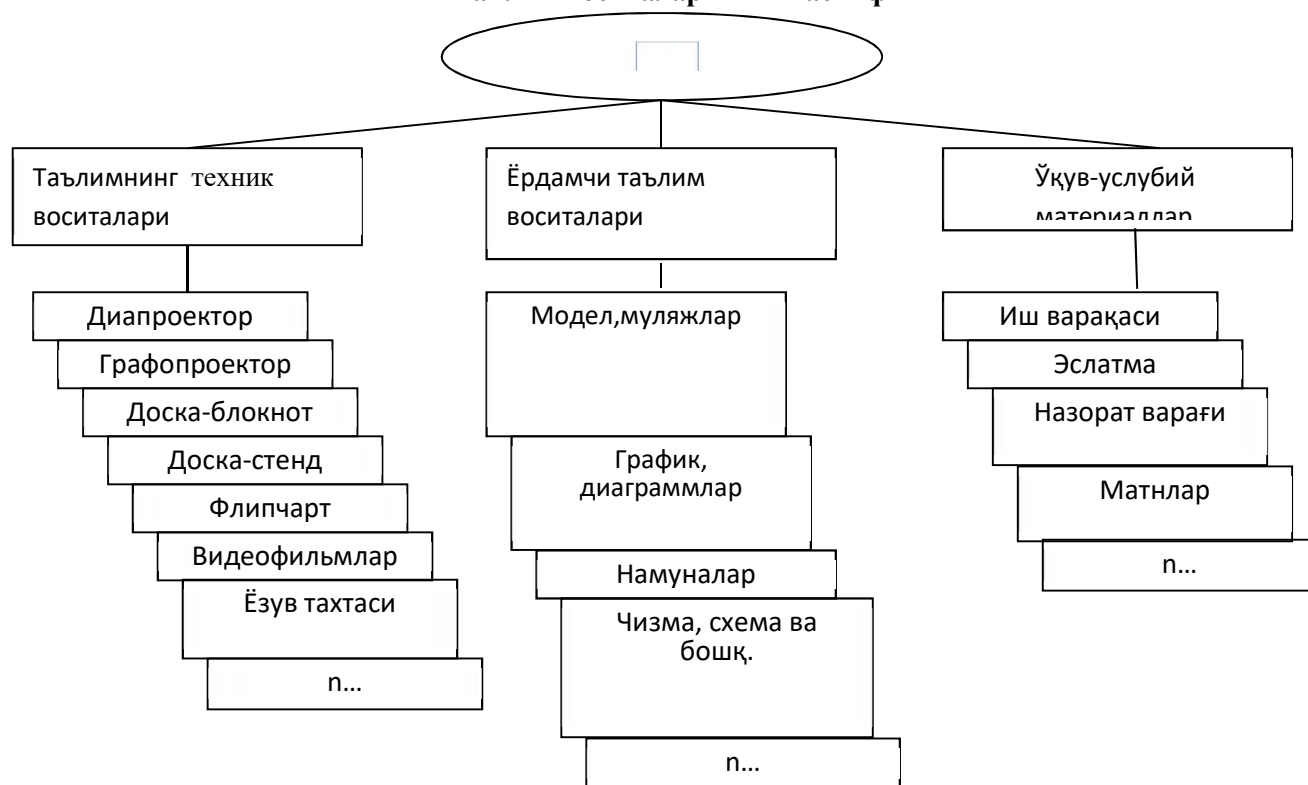 Таълимнинг техник
воситалари
Ёрдамчи таълим
воситалари
Ўқув-услубий
материаллар
Диапроектор
Графопроектор
Доска-блокнот
Доска-стенд
Флипчарт
Видеофильмлар
Ёзув тахтаси
n...
Модел,муляжлар
График,
диаграммлар
Намуналар
Чизма, схема ва
бошқ.
n...
Иш варақаси
Эслатма
Назорат варағи
Матнлар
n...